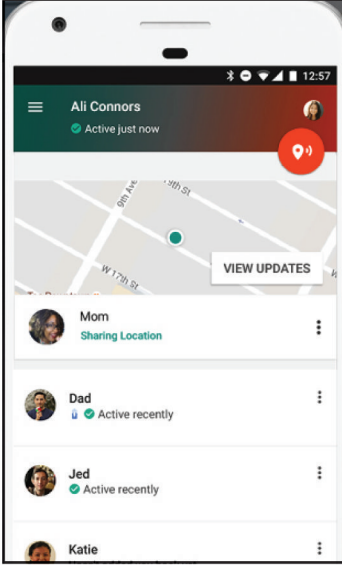 12:57
Ali Connors
Active just now
9th Ave
W 17th St
VIEW UPDATES
Mom
Sharing Location
Dad
Active recently
Jed
Active recently
Katie